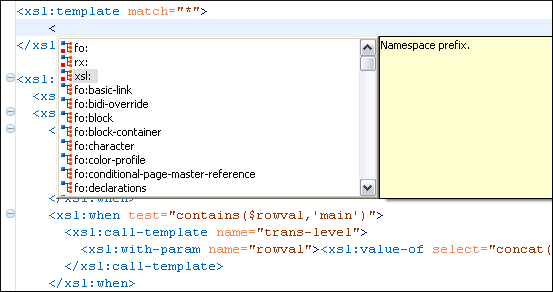 <xsl:template match="*">
<
</xsl
fo:
rx:
xsl:
fo:basic-link
fo:bidi-override
fo:block
fo:block-container
fo:character
fo:color-profile
fo:conditional-page-master-reference
fo:declarations
Namespace prefix.
<xsl:
<xs
<xs
<
</xsl:when>
<xsl:when test="contains($rowval,'main')">
<xsl:call-template name="trans-level">
<xsl:with-param name="rowval"><xsl:value-of select="concat(
</xsl:call-template>
</xsl:when>